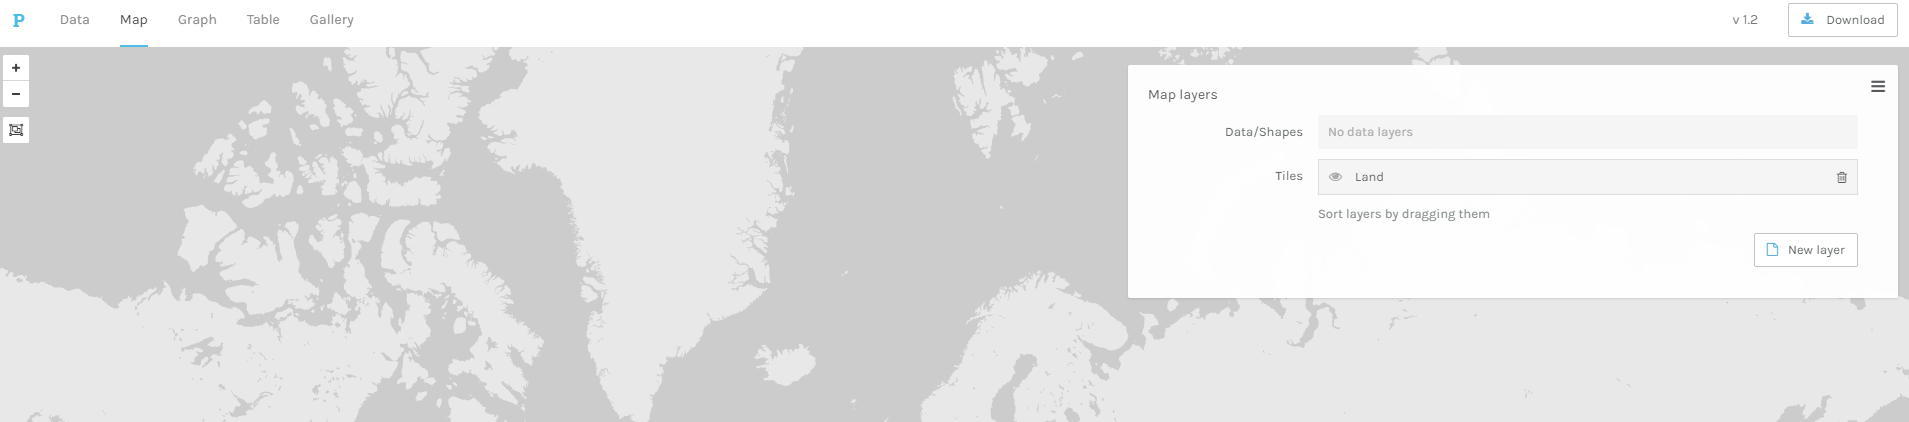 P Data Map Graph Table Gallery v 1.2 Download
+
−
Map layers
Data/Shapes No data layers
Tiles Land
Sort layers by dragging them
New layer